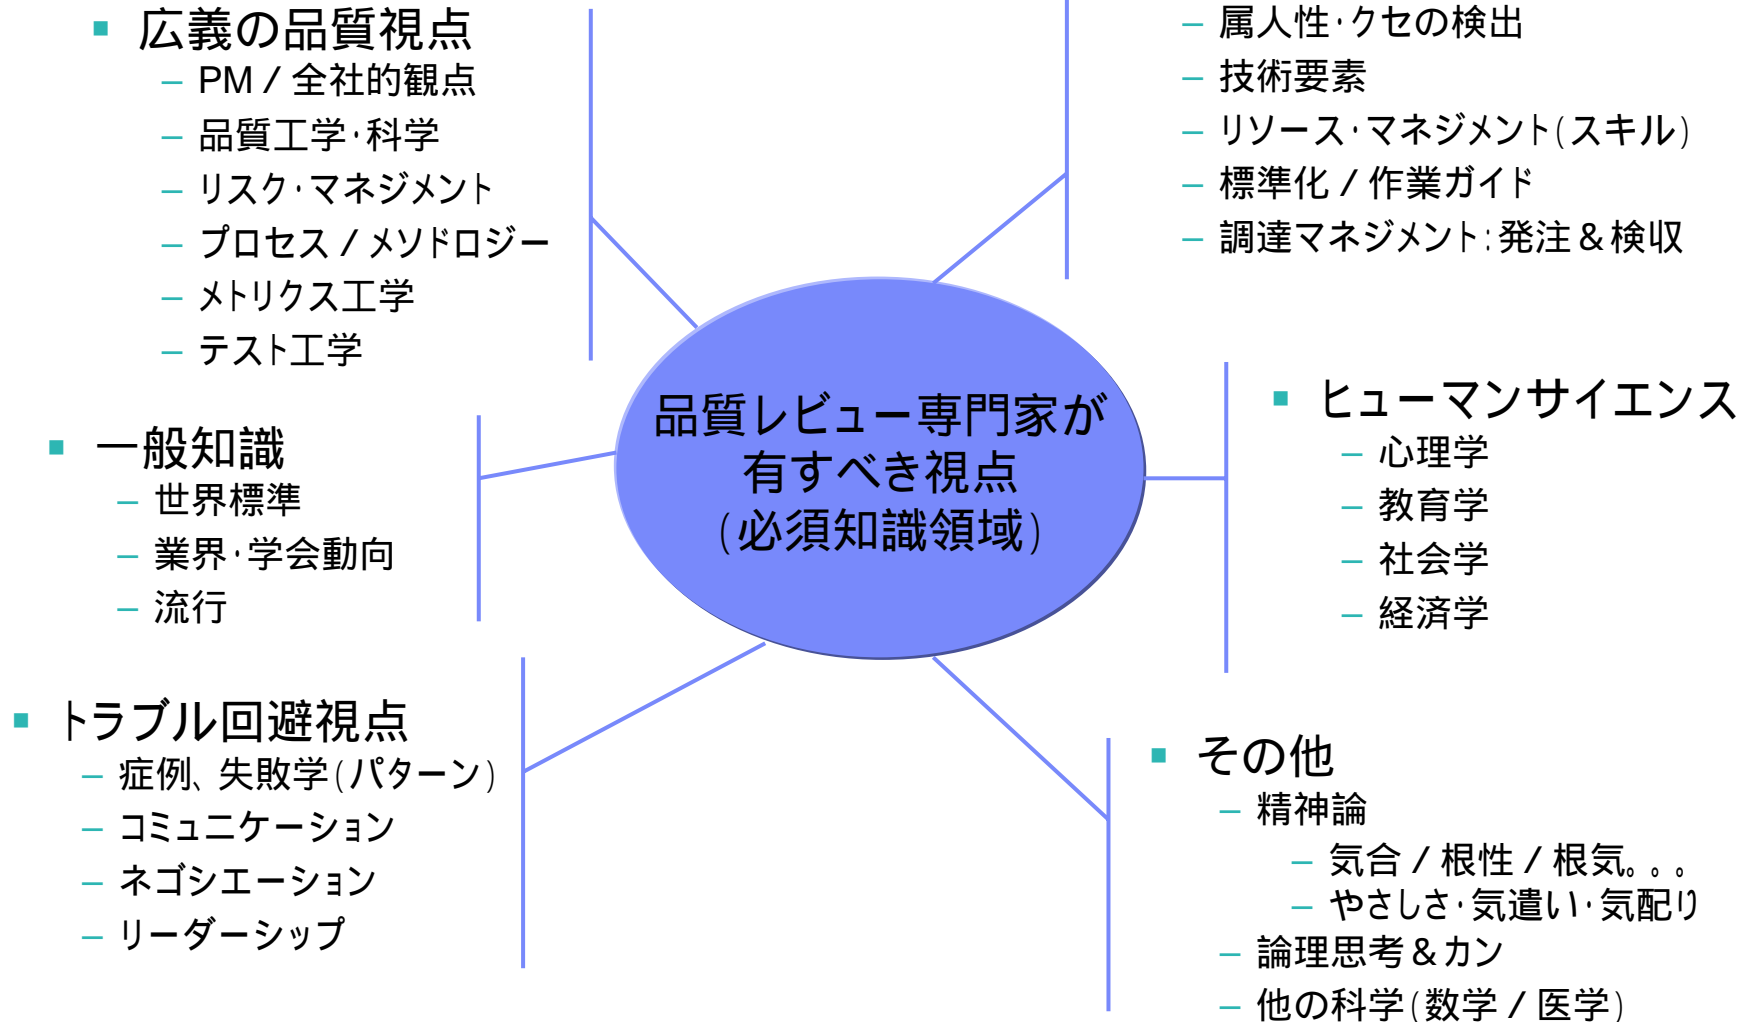 広義の品質視点
– PM / 全社的観点
– 品質工学・科学
– リスク・マネジメント
– プロセス / メソドロジー
– メトリクス工学
– テスト工学
一般知識
– 世界標準
– 業界・学会動向
– 流行
トラブル回避視点
– 症例、失敗学(パターン)
– コミュニケーション
– ネゴシエーション
– リーダーシップ
品質レビュー専門家が
有すべき視点
(必須知識領域)
– 属人性・クセの検出
– 技術要素
– リソース・マネジメント(スキル)
– 標準化 / 作業ガイド
– 調達マネジメント:発注&検収
ヒューマンサイエンス
– 心理学
– 教育学
– 社会学
– 経済学
その他
– 精神論
– 気合 / 根性 / 根気。。。
– やさしさ・気遣い・気配り
– 論理思考&カン
– 他の科学(数学 / 医学)